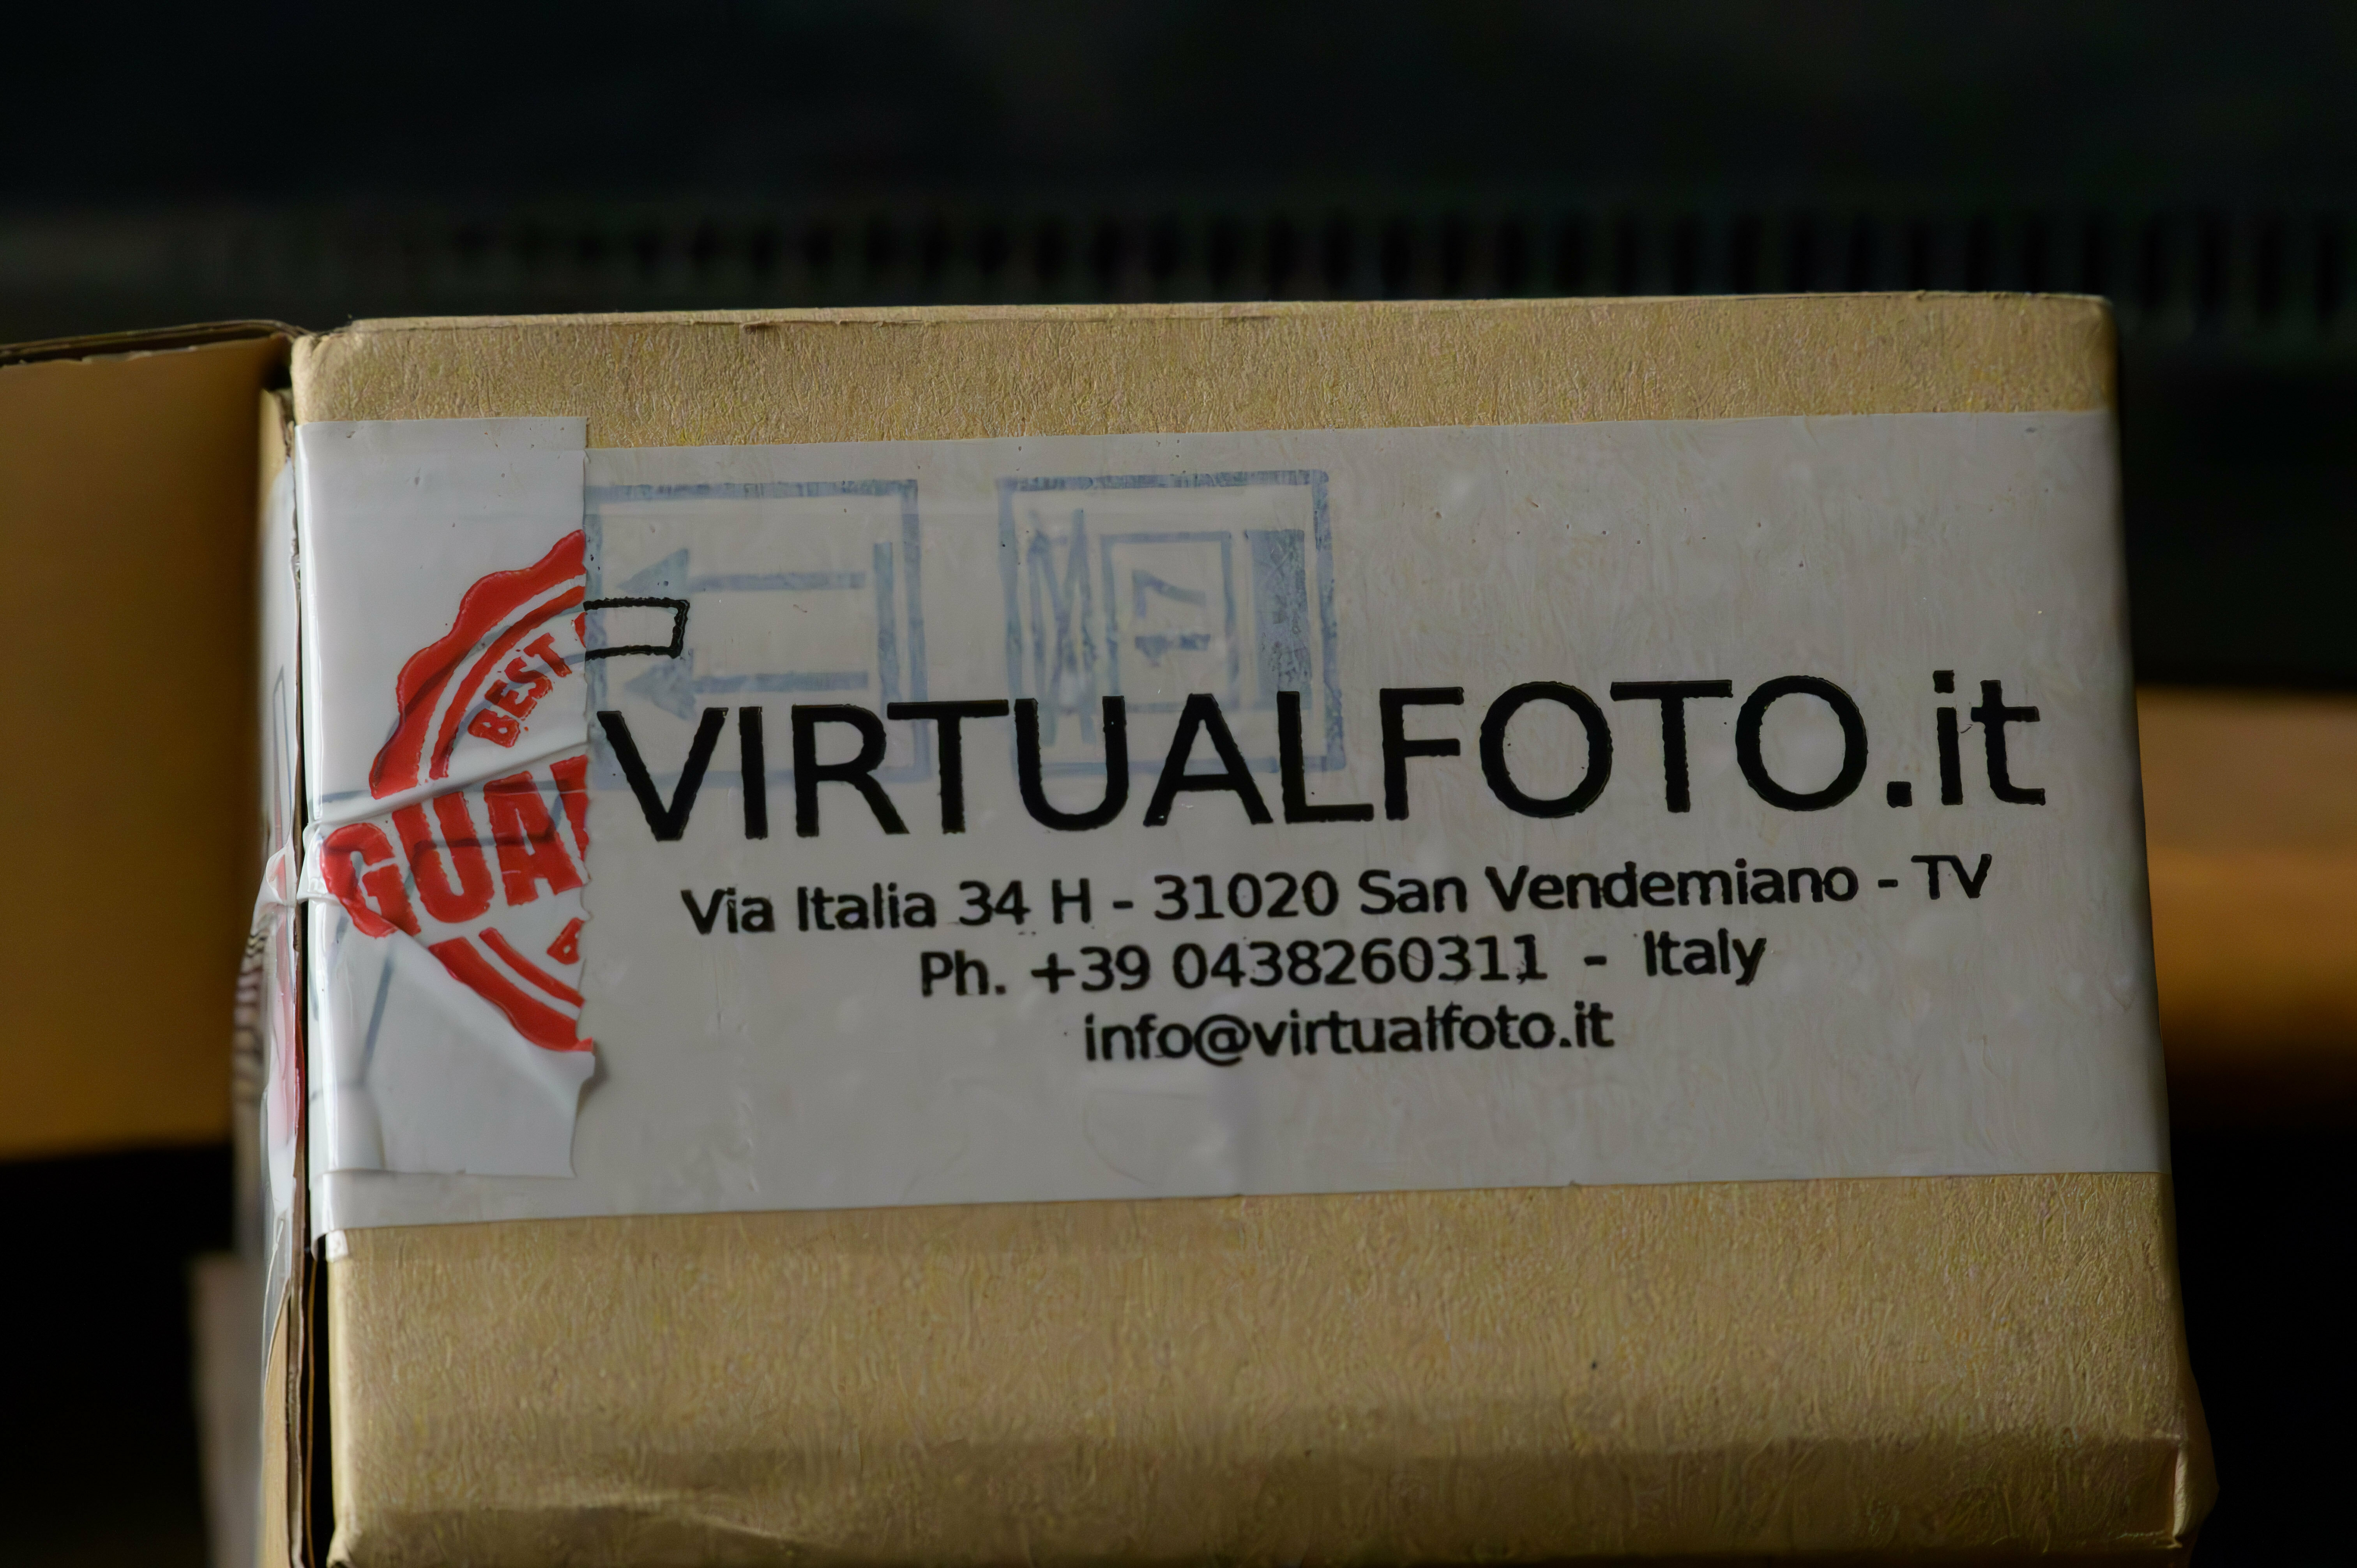 BEST
GUA
VIRTUALFOTO.it
Via Italia 34 H - 31020 San Vendemiano - TV
Ph. +39 0438260311 - Italy
info@virtualfoto.it